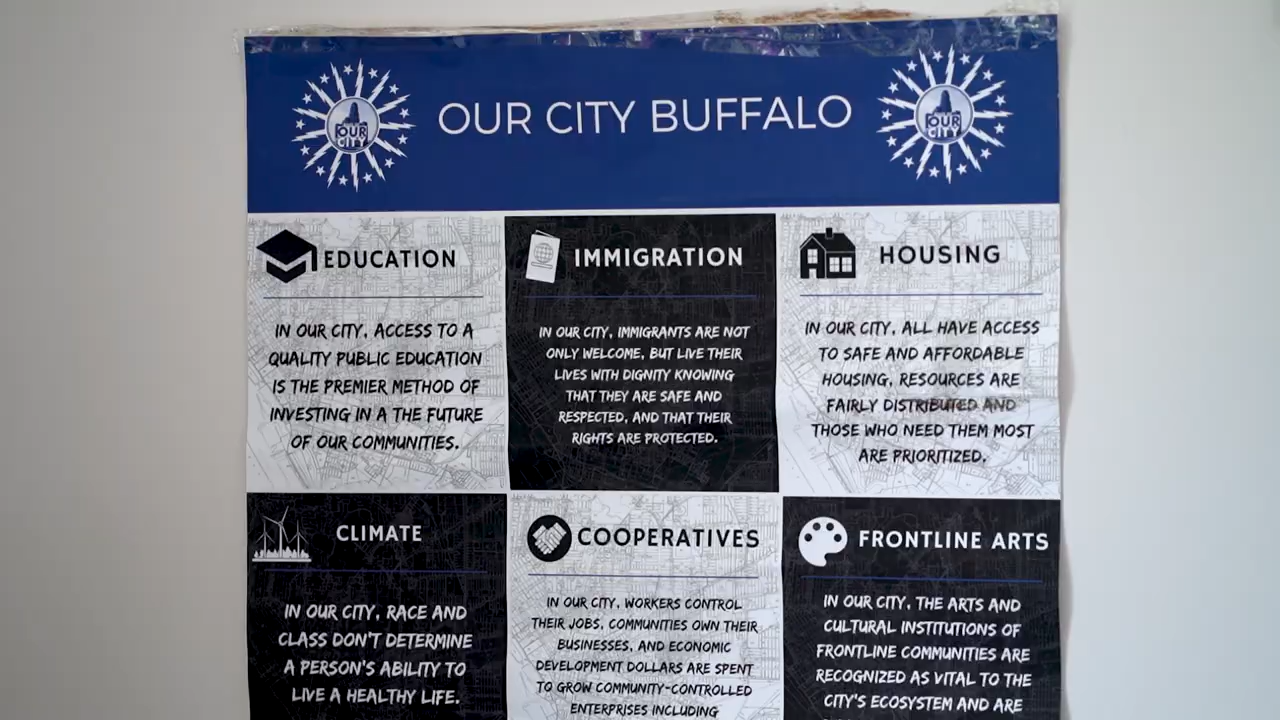 OUR CITY BUFFALO
OUR
CITY
OUR
CITY
EDUCATION
IN OUR CITY, ACCESS TO A
QUALITY PUBLIC EDUCATION
IS THE PREMIER METHOD OF
INVESTING IN A THE FUTURE
OF OUR COMMUNITIES.
IMMIGRATION
IN OUR CITY, IMMIGRANTS ARE NOT
ONLY WELCOME, BUT LIVE THEIR
LIVES WITH DIGNITY KNOWING
THAT THEY ARE SAFE AND
RESPECTED, AND THAT THEIR
RIGHTS ARE PROTECTED.
HOUSING
IN OUR CITY, ALL HAVE ACCESS
TO SAFE AND AFFORDABLE
HOUSING, RESOURCES ARE
FAIRLY DISTRIBUTED AND
THOSE WHO NEED THEM MOST
ARE PRIORITIZED.
CLIMATE
IN OUR CITY, RACE AND
CLASS DON'T DETERMINE
A PERSON'S ABILITY TO
LIVE A HEALTHY LIFE.
COOPERATIVES
IN OUR CITY, WORKERS CONTROL
THEIR JOBS, COMMUNITIES OWN THEIR
BUSINESSES, AND ECONOMIC
DEVELOPMENT DOLLARS ARE SPENT
TO GROW COMMUNITY-CONTROLLED
ENTERPRISES INCLUDING
FRONTLINE ARTS
IN OUR CITY, THE ARTS AND
CULTURAL INSTITUTIONS OF
FRONTLINE COMMUNITIES ARE
RECOGNIZED AS VITAL TO THE
CITY'S ECOSYSTEM AND ARE